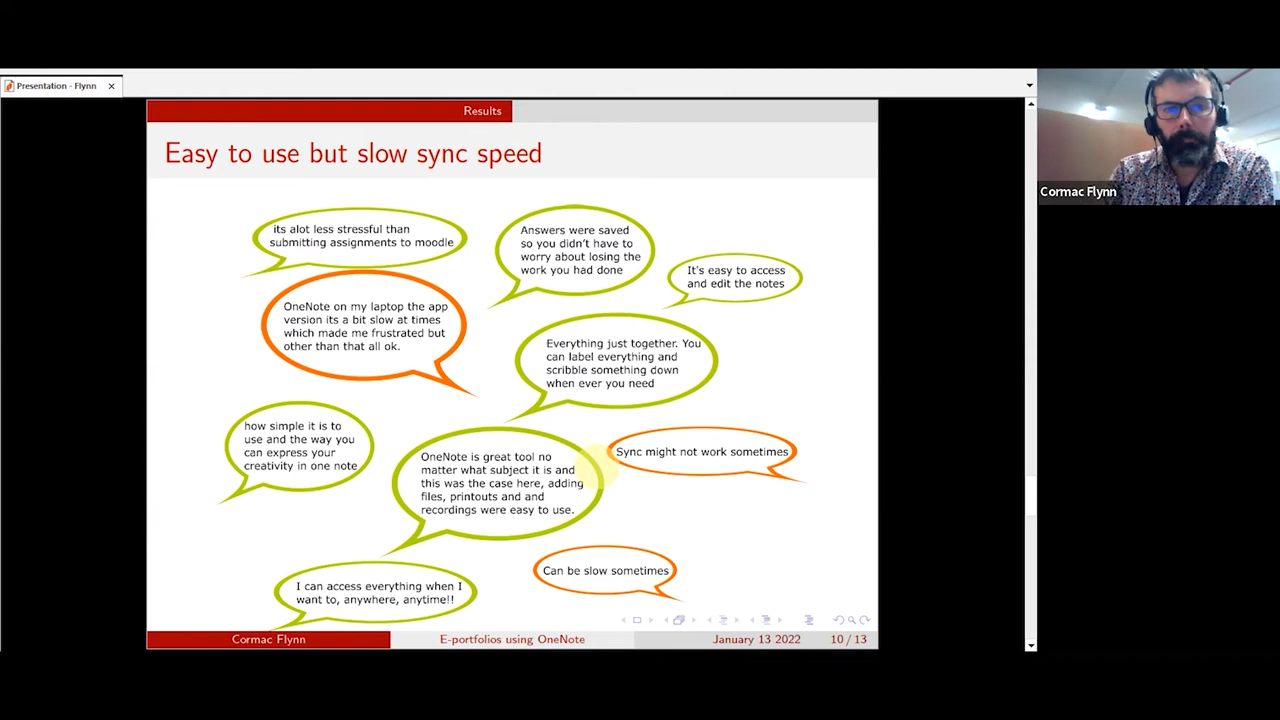 Presentation - Flynn
Results
Easy to use but slow sync speed
its alot less stressful than
submitting assignments to moodle
Answers were saved
so you didn't have to
worry about losing the
work you had done
It's easy to access
and edit the notes
OneNote on my laptop the app
version its a bit slow at times
which made me frustrated but
other than that all ok.
Everything just together. You
can label everything and
scribble something down
when ever you need
how simple it is to
use and the way you
can express your
creativity in one note
OneNote is great tool no
matter what subject it is and
this was the case here, adding
files, printouts and and
recordings were easy to use.
Sync might not work sometimes
Can be slow sometimes
I can access everything when I
want to, anywhere, anytime!!
Cormac Flynn
E-portfolios using OneNote
January 13 2022
10 / 13
Cormac Flynn